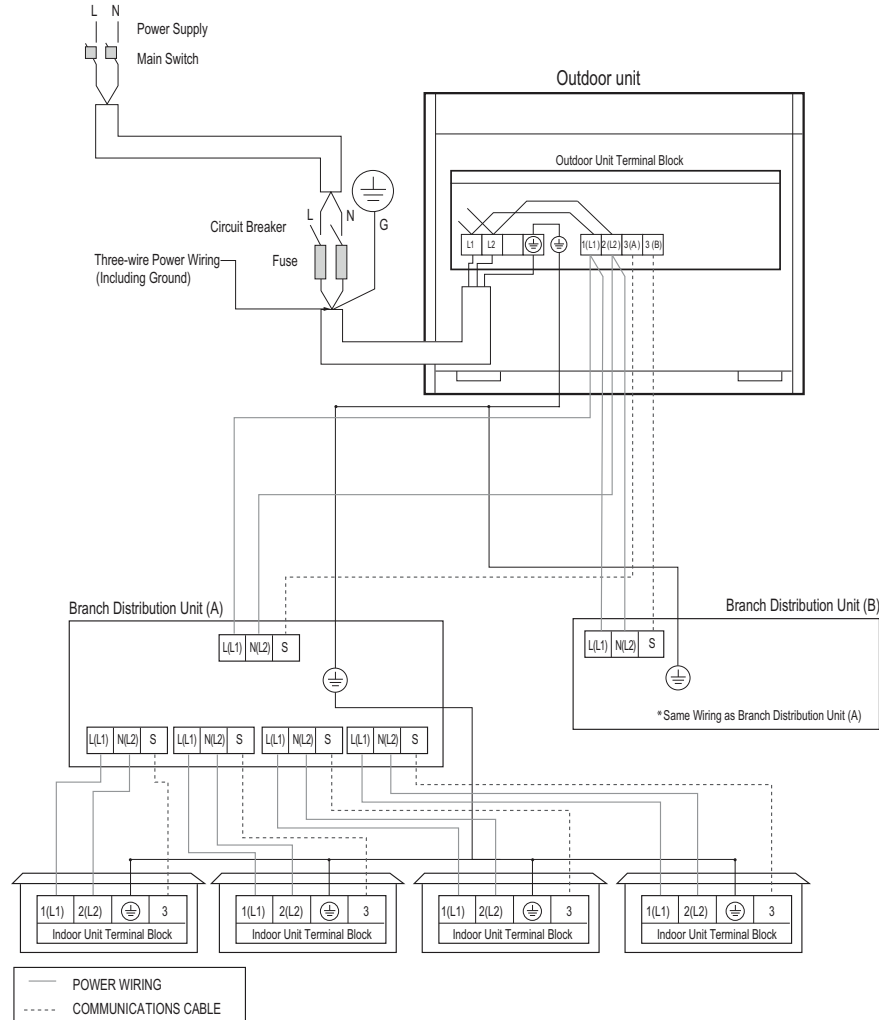 L N
Power Supply
Main Switch
Outdoor unit
Outdoor Unit Terminal Block
L N
G
Circuit Breaker
Three-wire Power Wiring
(Including Ground)
Fuse
L1 L2
1(L1) 2(L2) 3(A) 3 (B)
Branch Distribution Unit (A)
L(L1) N(L2) S
Branch Distribution Unit (B)
L(L1) N(L2) S
*Same Wiring as Branch Distribution Unit (A)
L(L1) N(L2) S
L(L1) N(L2) S
L(L1) N(L2) S
L(L1) N(L2) S
1(L1) 2(L2) 3
Indoor Unit Terminal Block
1(L1) 2(L2) 3
Indoor Unit Terminal Block
1(L1) 2(L2) 3
Indoor Unit Terminal Block
1(L1) 2(L2) 3
Indoor Unit Terminal Block
POWER WIRING
COMMUNICATIONS CABLE